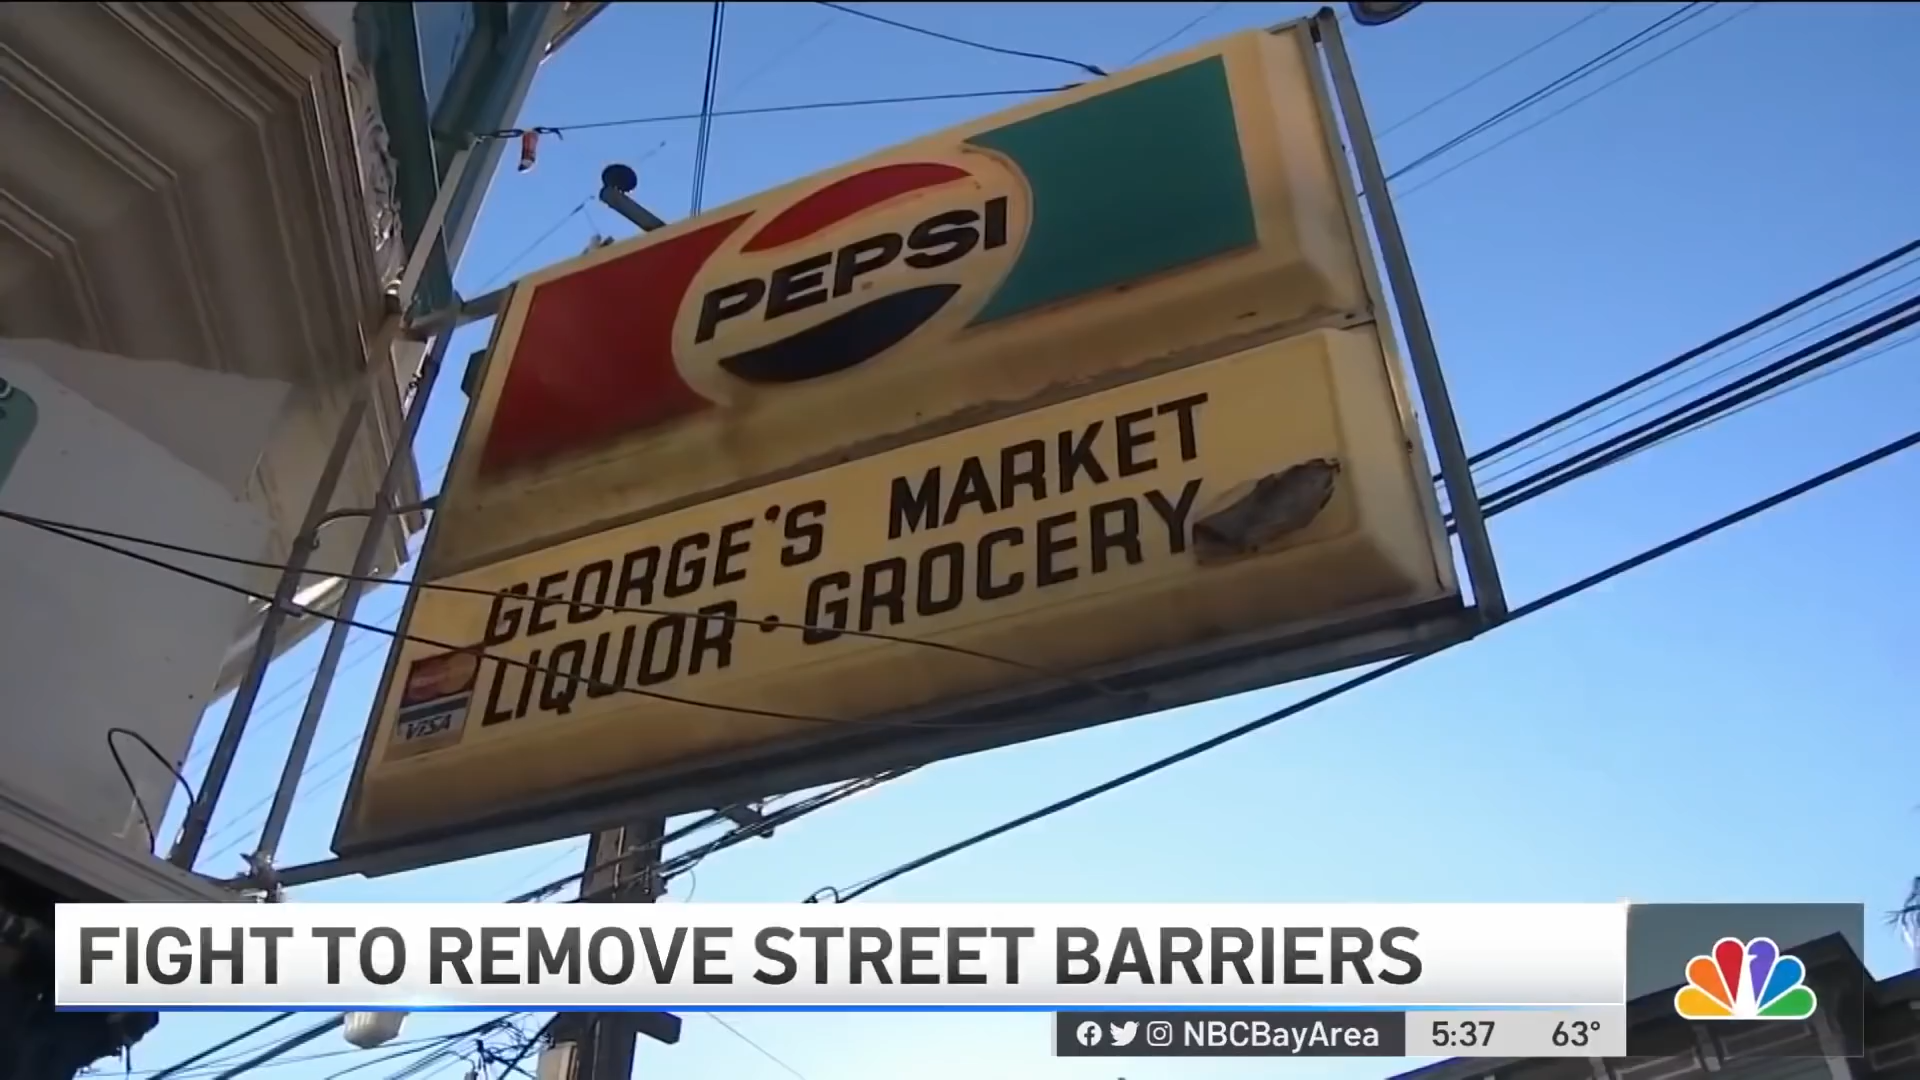 PEPSI
GEORGE'S MARKET
LIQUOR • GROCERY
VISA
FIGHT TO REMOVE STREET BARRIERS
NBCBayArea 5:37 63°